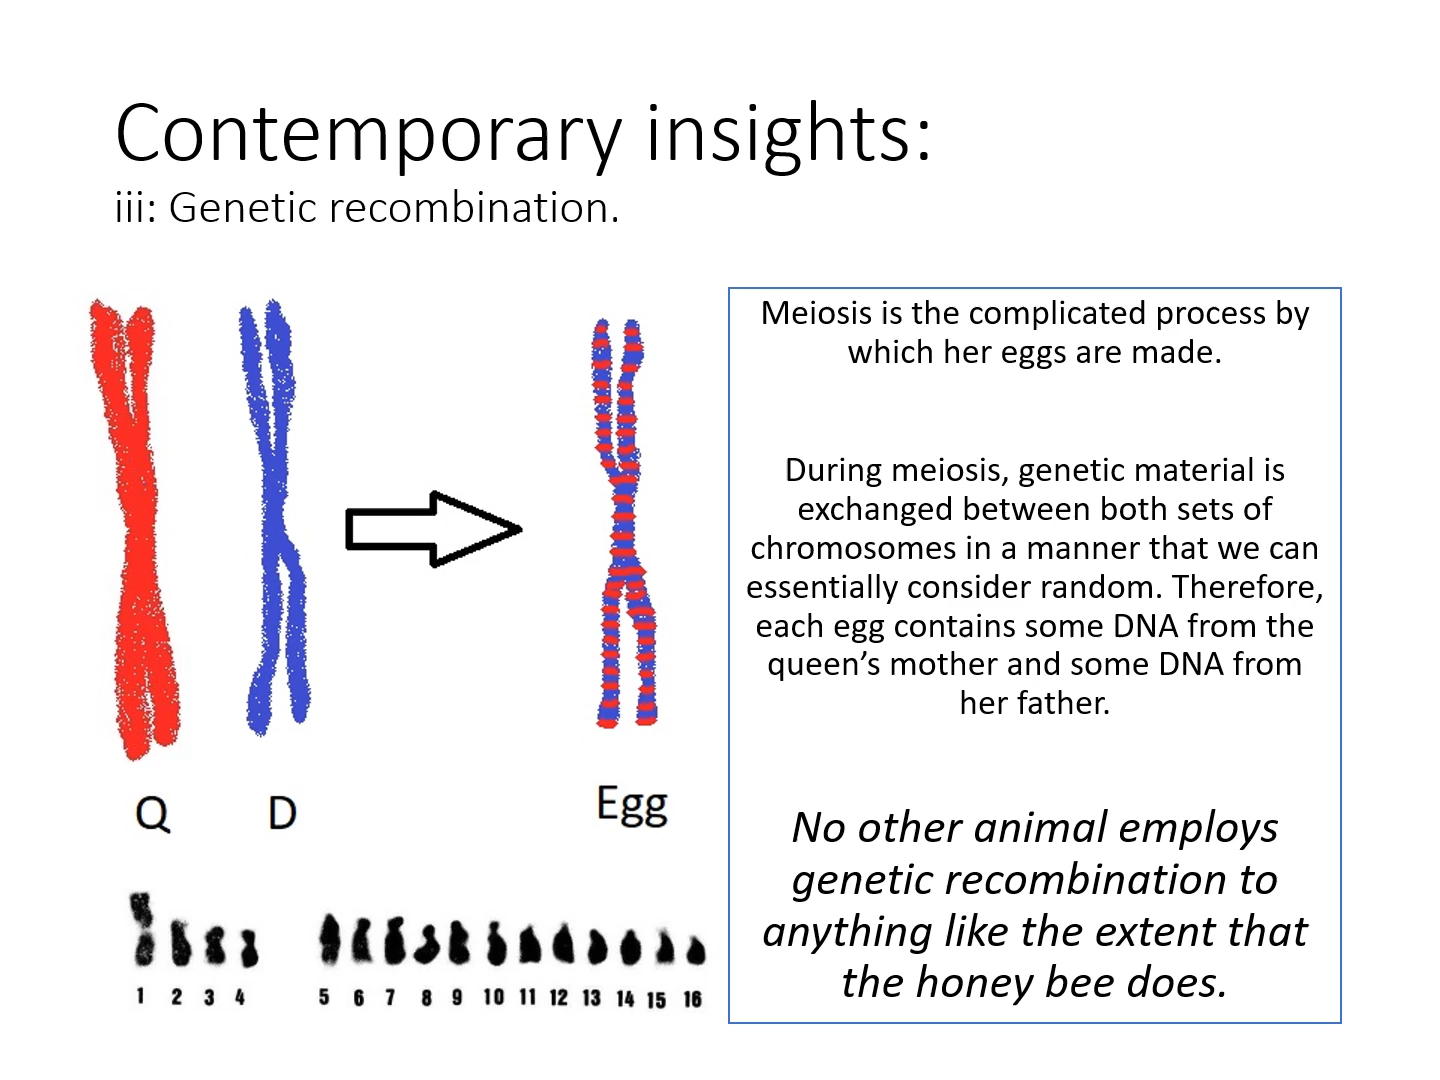 Contemporary insights:
iii: Genetic recombination.
Meiosis is the complicated process by
which her eggs are made.
During meiosis, genetic material is
exchanged between both sets of
chromosomes in a manner that we can
essentially consider random. Therefore,
each egg contains some DNA from the
queen’s mother and some DNA from
her father.
No other animal employs
genetic recombination to
anything like the extent that
the honey bee does.
Q D Egg
1 2 3 4 5 6 7 8 9 10 11 12 13 14 15 16